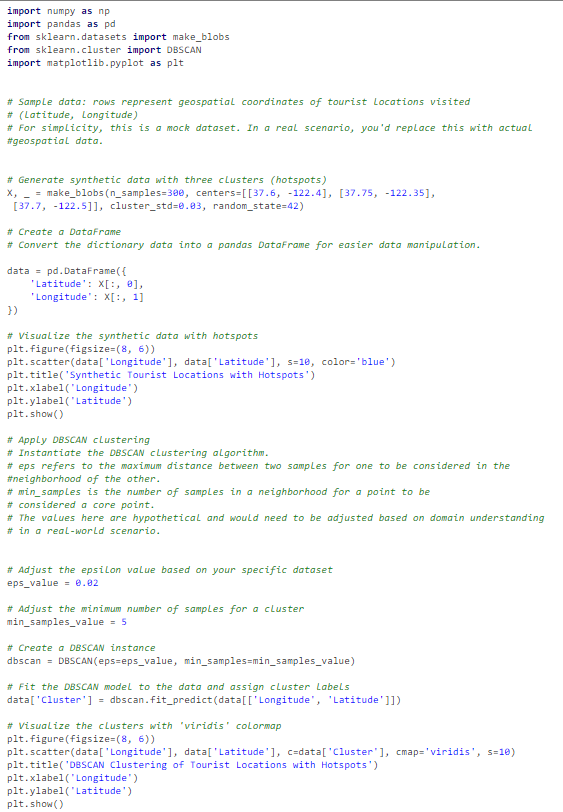 import numpy as np
import pandas as pd
from sklearn.datasets import make_blobs
from sklearn.cluster import DBSCAN
import matplotlib.pyplot as plt
# Sample data: rows represent geospatial coordinates of tourist locations visited
# (latitude, longitude)
# For simplicity, this is a mock dataset. In a real scenario, you'd replace this with actual
#geospatial data.
# Generate synthetic data with three clusters (hotspots)
X, _ = make_blobs(n_samples=300, centers=[[37.6, -122.4], [37.75, -122.35],
[37.7, -122.5]], cluster_std=0.03, random_state=42)
# Create a DataFrame
# Convert the dictionary data into a pandas DataFrame for easier data manipulation.
data = pd.DataFrame({
'Latitude': X[:, 0],
'Longitude': X[:, 1]
})
# Visualize the synthetic data with hotspots
plt.figure(figsize=(8, 6))
plt.scatter(data['Longitude'], data['Latitude'], s=10, color='blue')
plt.title('Synthetic Tourist Locations with Hotspots')
plt.xlabel('Longitude')
plt.ylabel('Latitude')
plt.show()
# Apply DBSCAN clustering
# Instantiate the DBSCAN clustering algorithm.
# eps refers to the maximum distance between two samples for one to be considered in the
#neighborhood of the other.
# min_samples is the number of samples in a neighborhood for a point to be
# considered a core point.
# The values here are hypothetical and would need to be adjusted based on domain understanding
# in a real-world scenario.
# Adjust the epsilon value based on your specific dataset
eps_value = 0.02
# Adjust the minimum number of samples for a cluster
min_samples_value = 5
# Create a DBSCAN instance
dbscan = DBSCAN(eps=eps_value, min_samples=min_samples_value)
# Fit the DBSCAN model to the data and assign cluster labels
data['Cluster'] = dbscan.fit_predict(data[['Longitude', 'Latitude']])
# Visualize the clusters with 'viridis' colormap
plt.figure(figsize=(8, 6))
plt.scatter(data['Longitude'], data['Latitude'], c=data['Cluster'], cmap='viridis', s=10)
plt.title('DBSCAN Clustering of Tourist Locations with Hotspots')
plt.xlabel('Longitude')
plt.ylabel('Latitude')
plt.show()